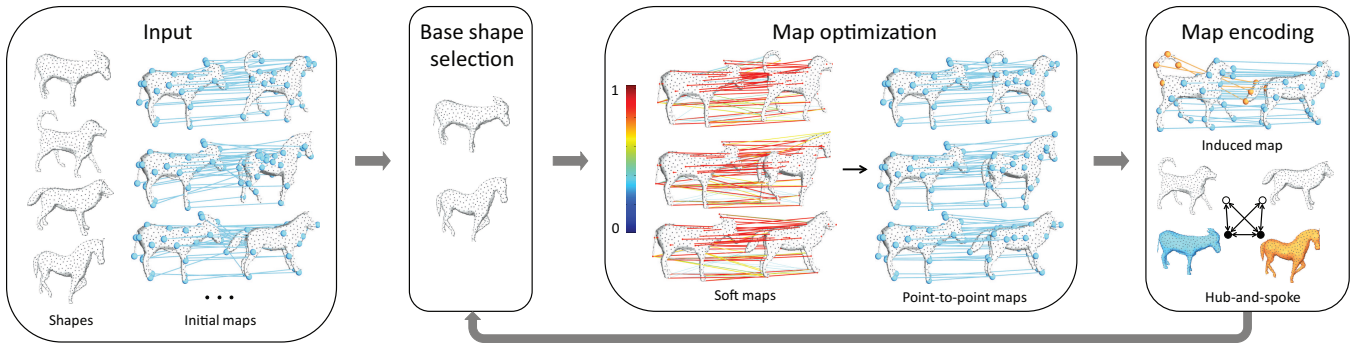 Input
Shapes
Initial maps
Base shape
selection
Map optimization
1
0
Soft maps
Point-to-point maps
Map encoding
Induced map
Hub-and-spoke